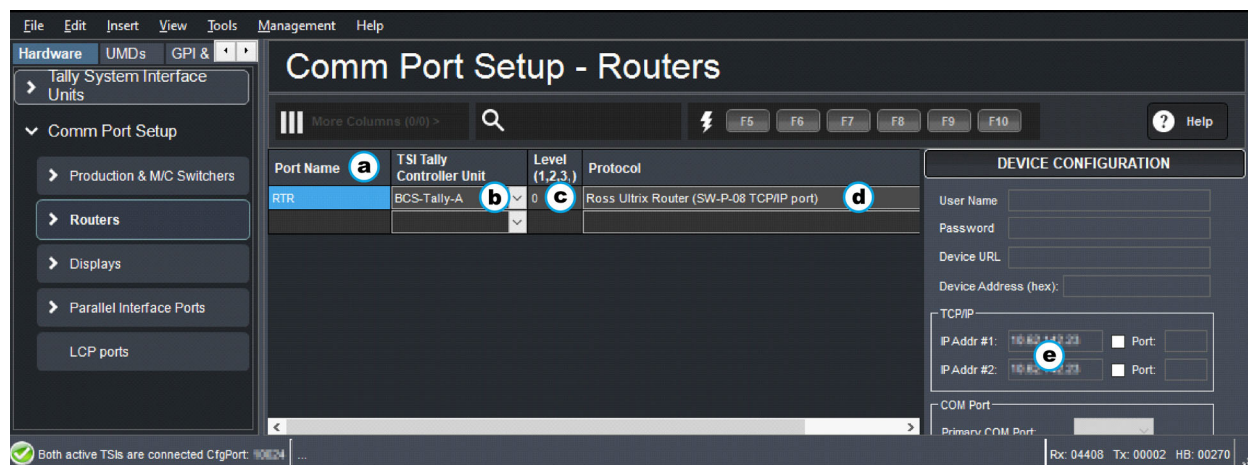 File Edit Insert View Tools Management Help
Hardware UMDs GPI &
Tally System Interface
Units
Comm Port Setup
Production & M/C Switchers
Routers
Displays
Parallel Interface Ports
LCP ports
Comm Port Setup - Routers
More Columns (0/0) >
F5 F6 F7 F8 F9 F10
? Help
Port Name a
TSI Tally
Controller Unit
Level
(1,2,3,)
Protocol
RTR BCS-Tally-A b 0 c Ross Ultrix Router (SW-P-08 TCP/IP port) d
DEVICE CONFIGURATION
User Name
Password
Device URL
Device Address (hex):
TCP/IP
IP Addr #1: Port:
e
IP Addr #2: Port:
COM Port
Primary COM Port:
Both active TSIs are connected CfgPort: ...
Rx: 04408 Tx: 00002 HB: 00270